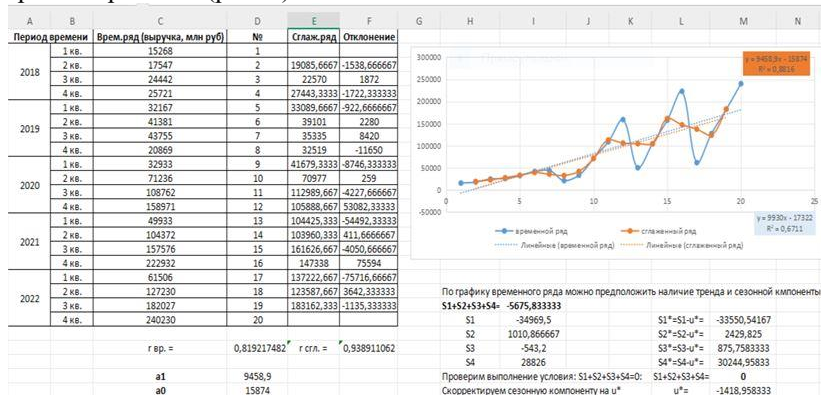 A B C D E F G H I J K L M N
Период времени Врем.ряд (выручка, млн руб) № Сглаж.ряд Отклонение
2018 1 кв. 15268 1
2 кв. 17547 2 19085,6667 -1538,666667
3 кв. 24442 3 22570 1872
4 кв. 25721 4 27443,3333 -1722,333333
2019 1 кв. 32167 5 33089,6667 -922,6666667
2 кв. 41381 6 39101 2280
3 кв. 43755 7 35335 8420
4 кв. 20869 8 32519 -11650
2020 1 кв. 32933 9 41679,3333 -8746,333333
2 кв. 71236 10 70977 259
3 кв. 108762 11 112989,667 -4227,666667
4 кв. 158971 12 105888,667 53082,33333
2021 1 кв. 49933 13 104425,333 -54492,33333
2 кв. 104372 14 103960,333 411,6666667
3 кв. 157576 15 161626,667 -4050,666667
4 кв. 222932 16 147338 75594
2022 1 кв. 61506 17 137222,667 -75716,66667
2 кв. 127230 18 123587,667 3642,333333
3 кв. 182027 19 183162,333 -1135,333333
4 кв. 240230 20
r вр. = 0,819217482 r сгл. = 0,938911062
a1 9458,9
a0 15874
300000
250000
200000
150000
100000
50000
0
-50000
0 5 10 15 20 25
y = 9458,9x - 15874
R² = 0,8816
y = 9930x - 17322
R² = 0,6711
временной ряд сглаженный ряд
Линейные (временной ряд) Линейные (сглаженный ряд)
По графику временного ряда можно предположить наличие тренда и сезонной кмпоненты
S1+S2+S3+S4= -5675,833333
S1 -34969,5 S1*=S1-u*= -33550,54167
S2 1010,866667 S2*=S2-u*= 2429,825
S3 -543,2 S3*=S3-u*= 875,7583333
S4 28826 S4*=S4-u*= 30244,95833
Проверим выполнение условия: S1+S2+S3+S4=0: S1+S2+S3+S4= 0
Скорректируем сезонную компоненту на u* u*= -1418,958333